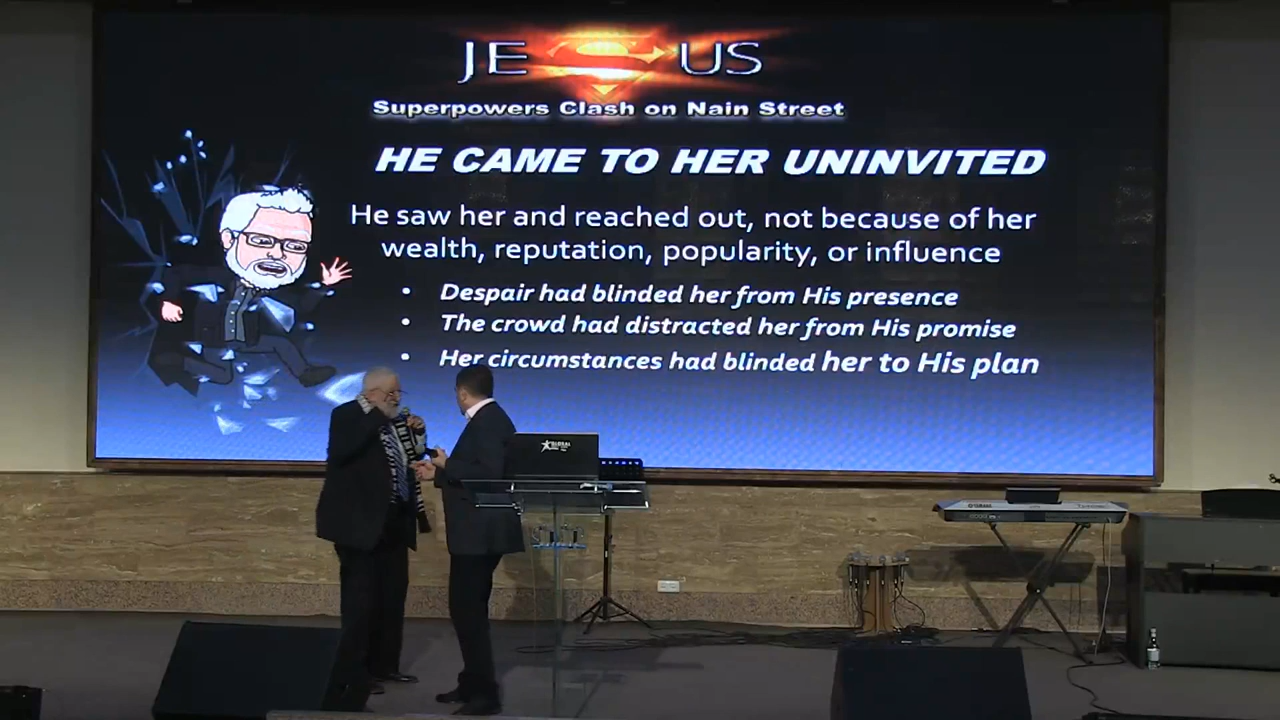 JESUS
Superpowers Clash on Nain Street
HE CAME TO HER UNINVITED
He saw her and reached out, not because of her
wealth, reputation, popularity, or influence
• Despair had blinded her from His presence
• The crowd had distracted her from His promise
• Her circumstances had blinded her to His plan
GLOBAL
YAMAHA